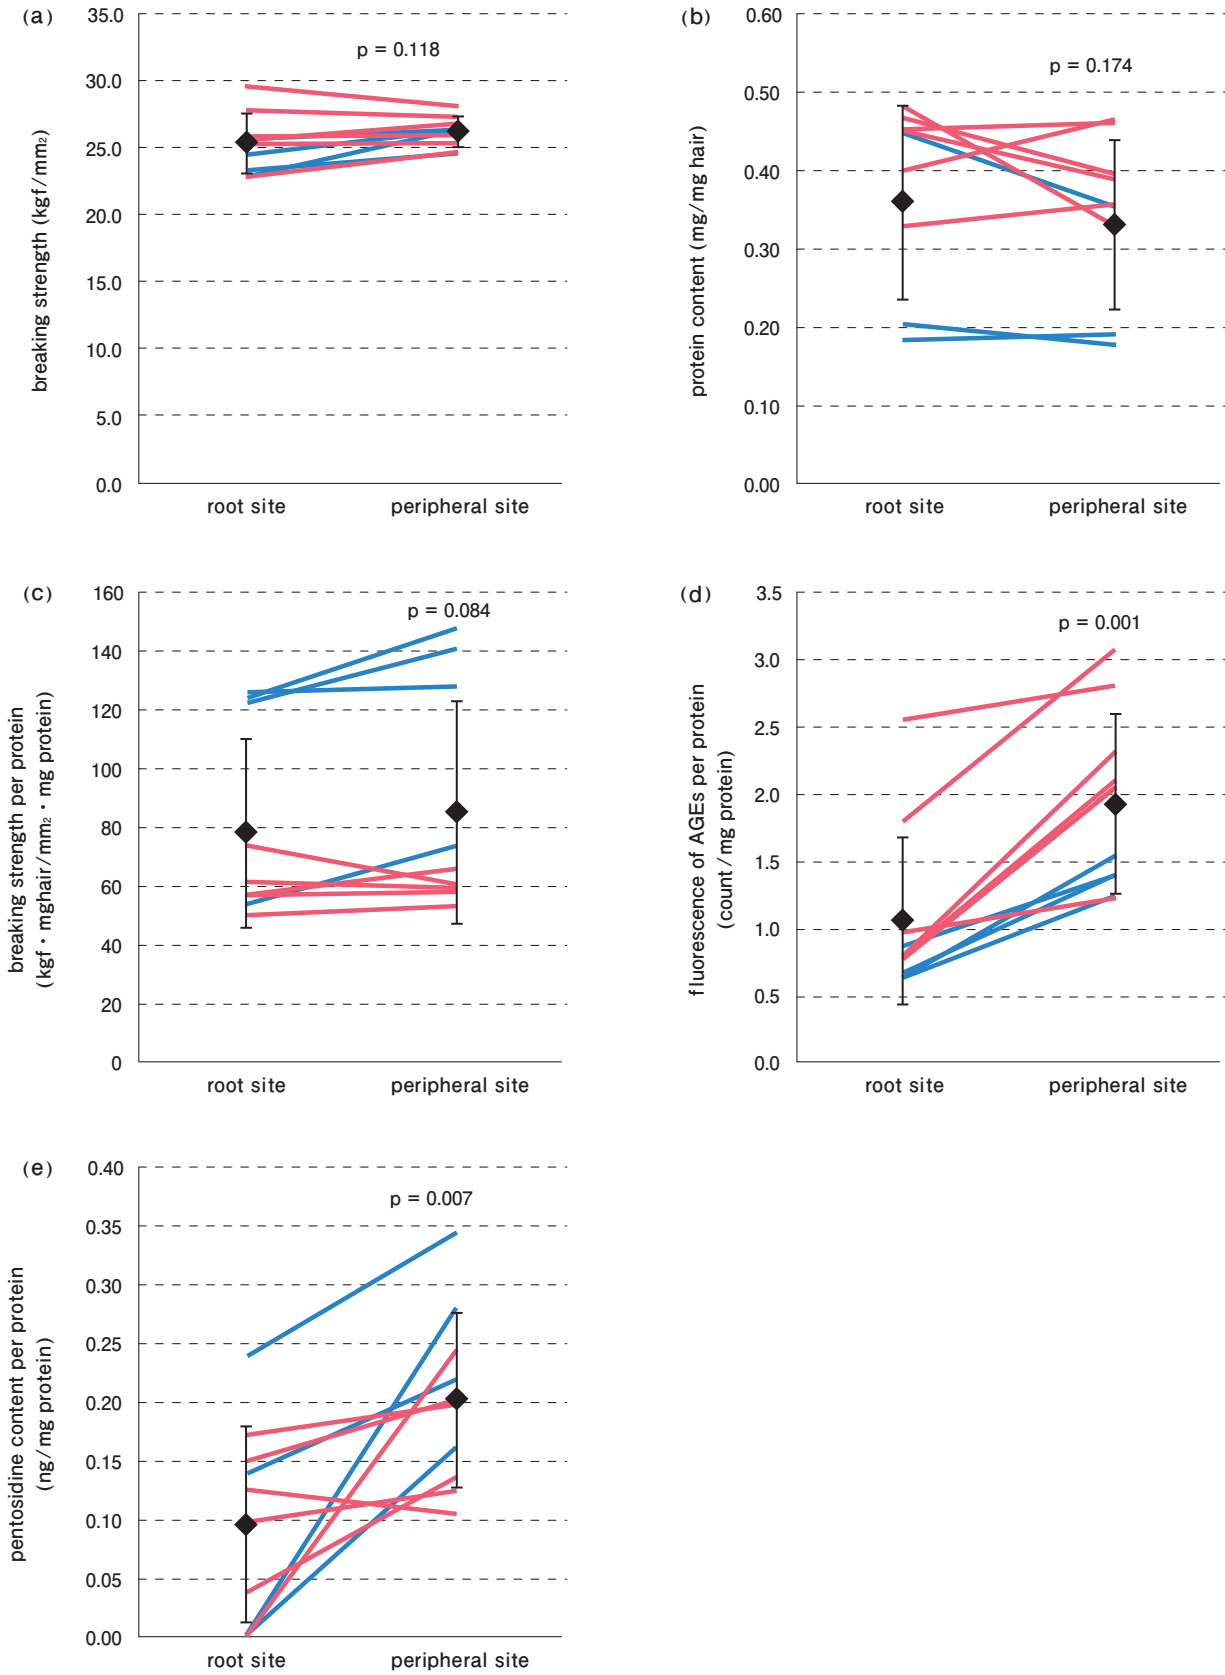 (a)
breaking strength (kgf/mm₂)
35.0
30.0
25.0
20.0
15.0
10.0
5.0
0.0
p = 0.118
root site
peripheral site
(b)
protein content (mg/mg hair)
0.60
0.50
0.40
0.30
0.20
0.10
0.00
p = 0.174
root site
peripheral site
(c)
breaking strength per protein
(kgf・mghair/mm₂・mg protein)
160
140
120
100
80
60
40
20
0
p = 0.084
root site
peripheral site
(d)
fluorescence of AGEs per protein
(count/mg protein)
3.5
3.0
2.5
2.0
1.5
1.0
0.5
0.0
p = 0.001
root site
peripheral site
(e)
pentosidine content per protein
(ng/mg protein)
0.40
0.35
0.30
0.25
0.20
0.15
0.10
0.05
0.00
p = 0.007
root site
peripheral site